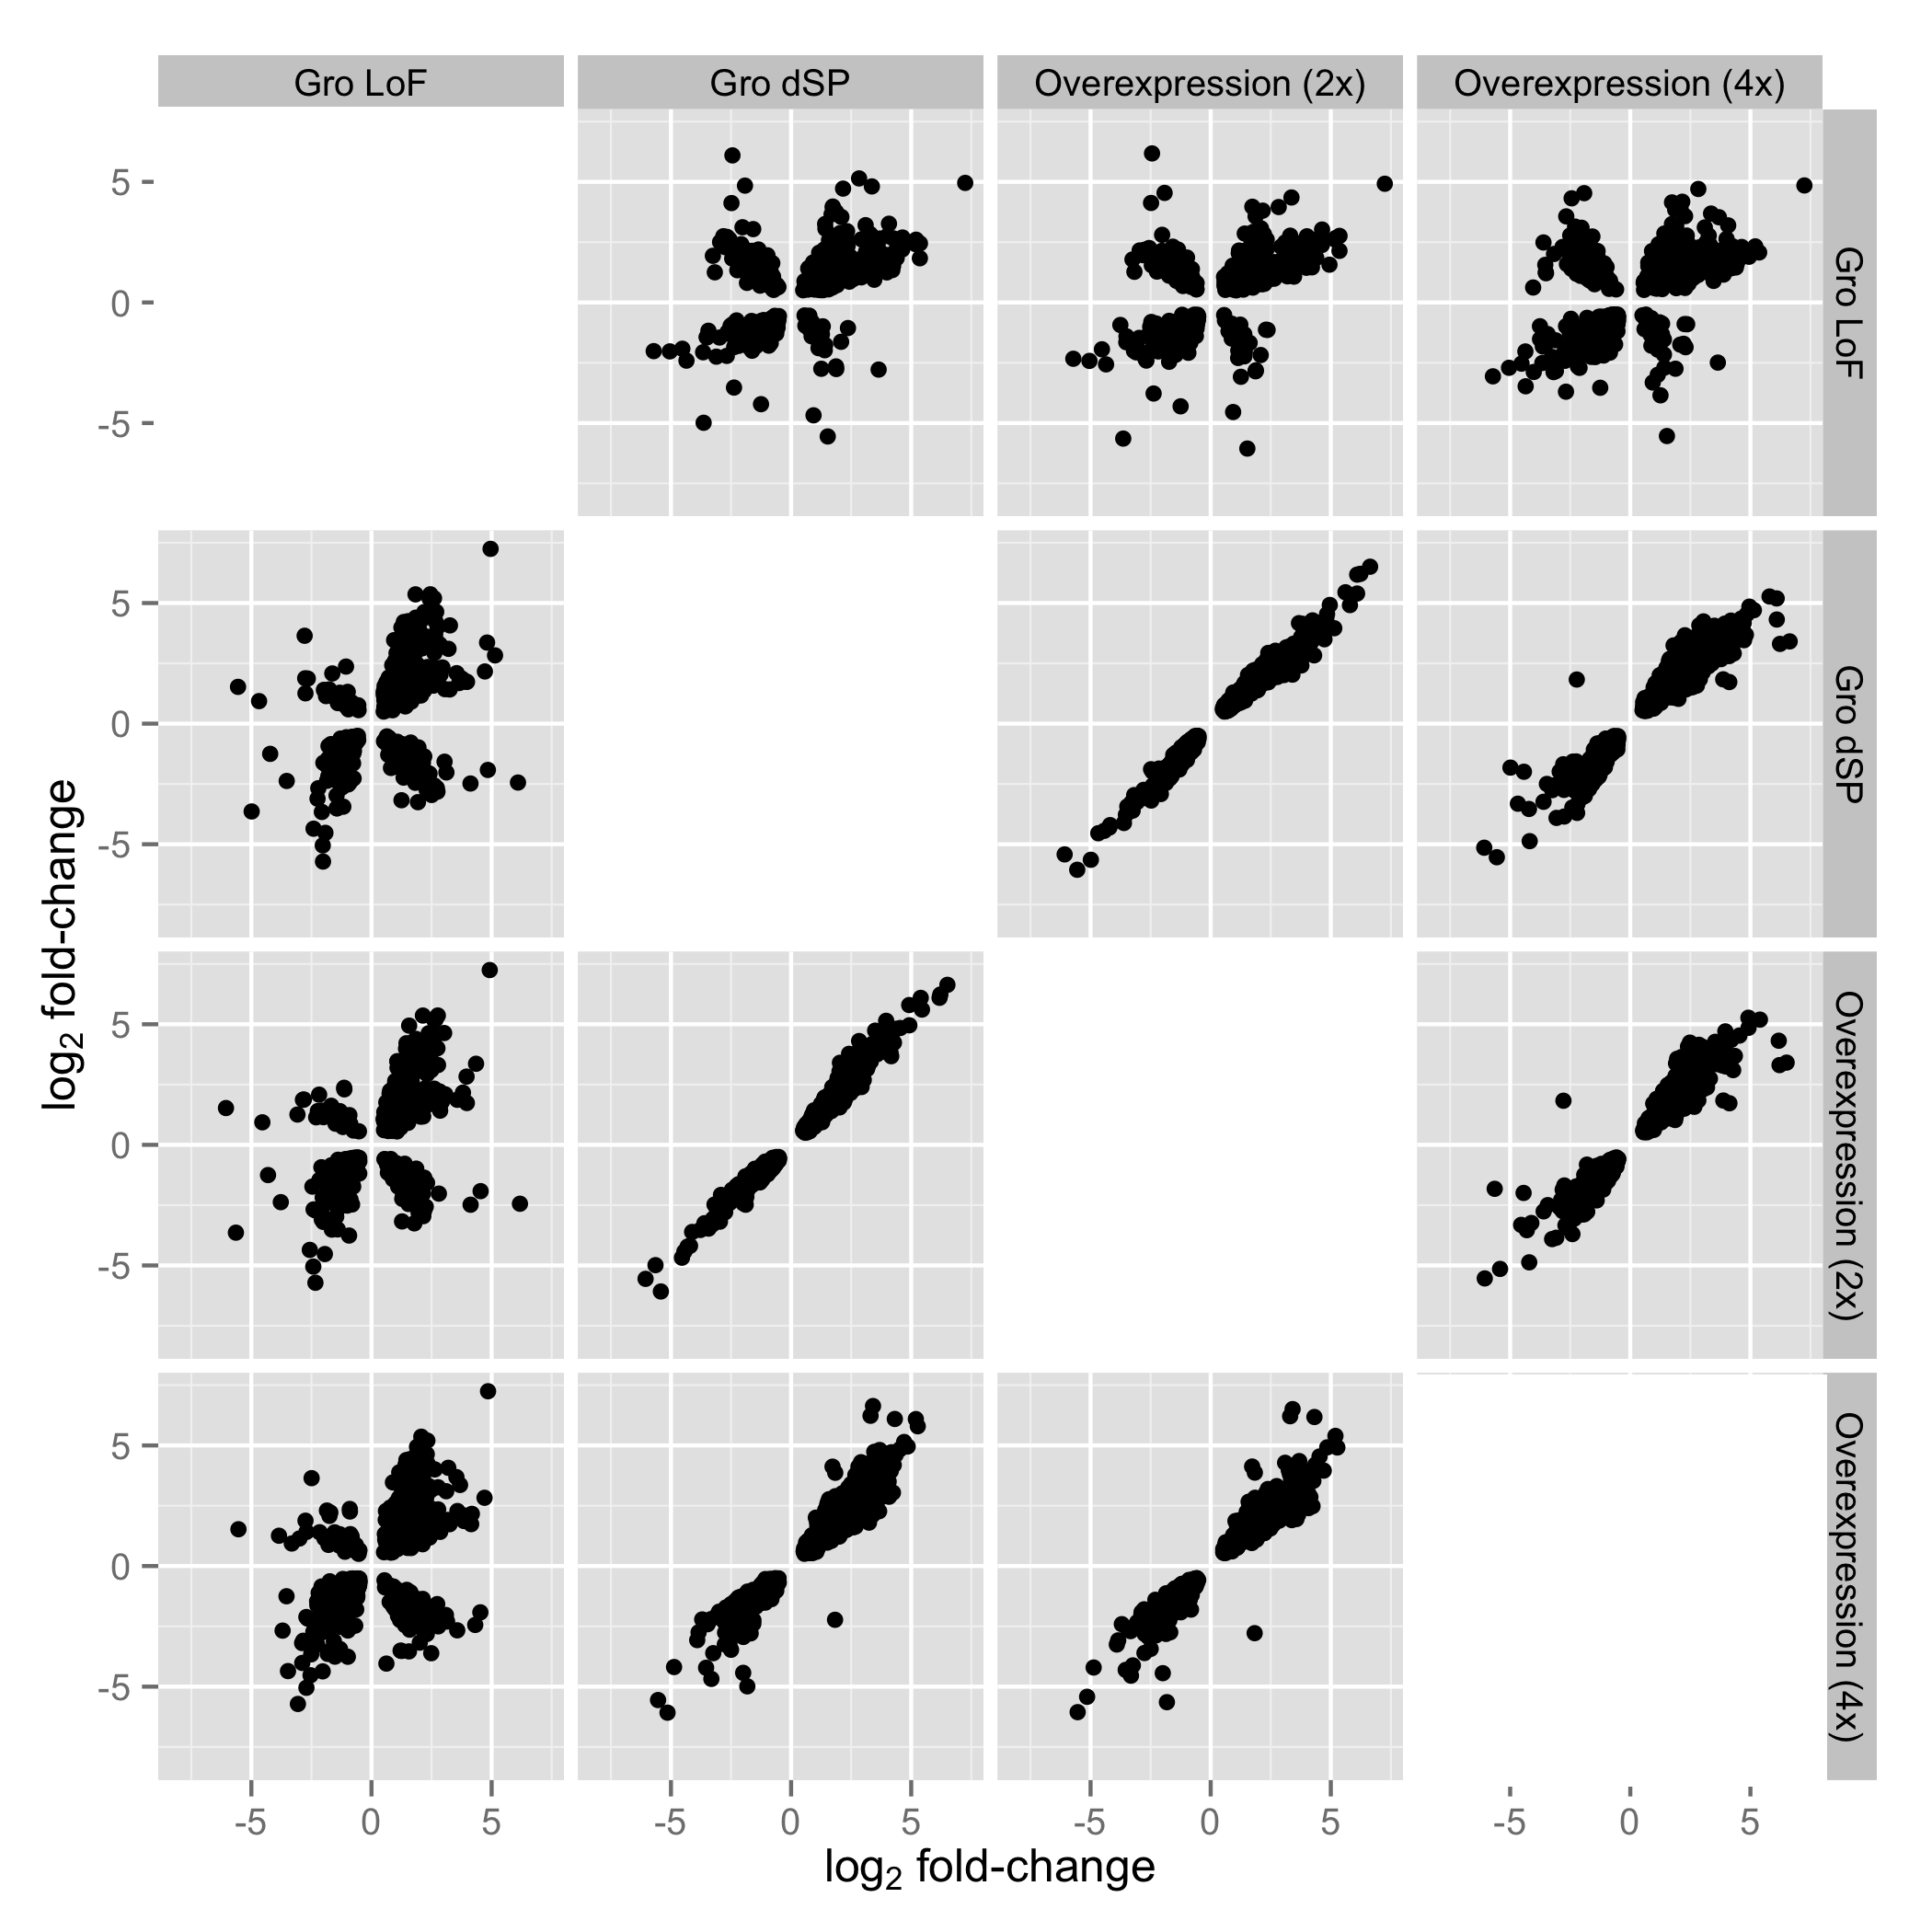 Gro LoF Gro dSP Overexpression (2x) Overexpression (4x)
5
0
-5
Gro LoF
5
0
-5
Gro dSP
5
0
-5
Overexpression (2x)
5
0
-5
Overexpression (4x)
log₂ fold-change
-5 0 5 -5 0 5 -5 0 5 -5 0 5
log₂ fold-change